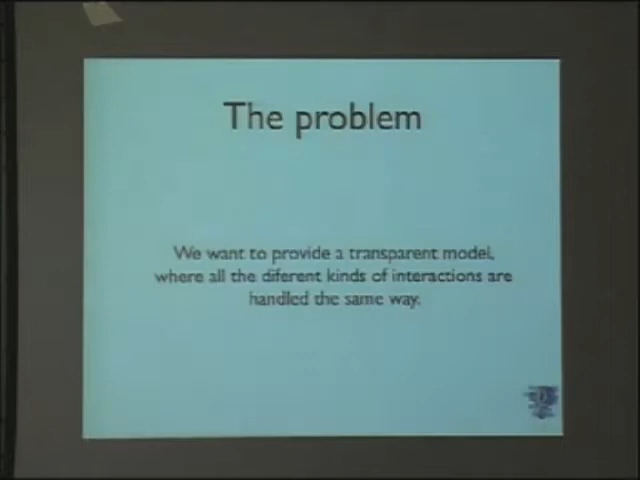 The problem
We want to provide a transparent model,
where all the diferent kinds of interactions are
handled the same way.